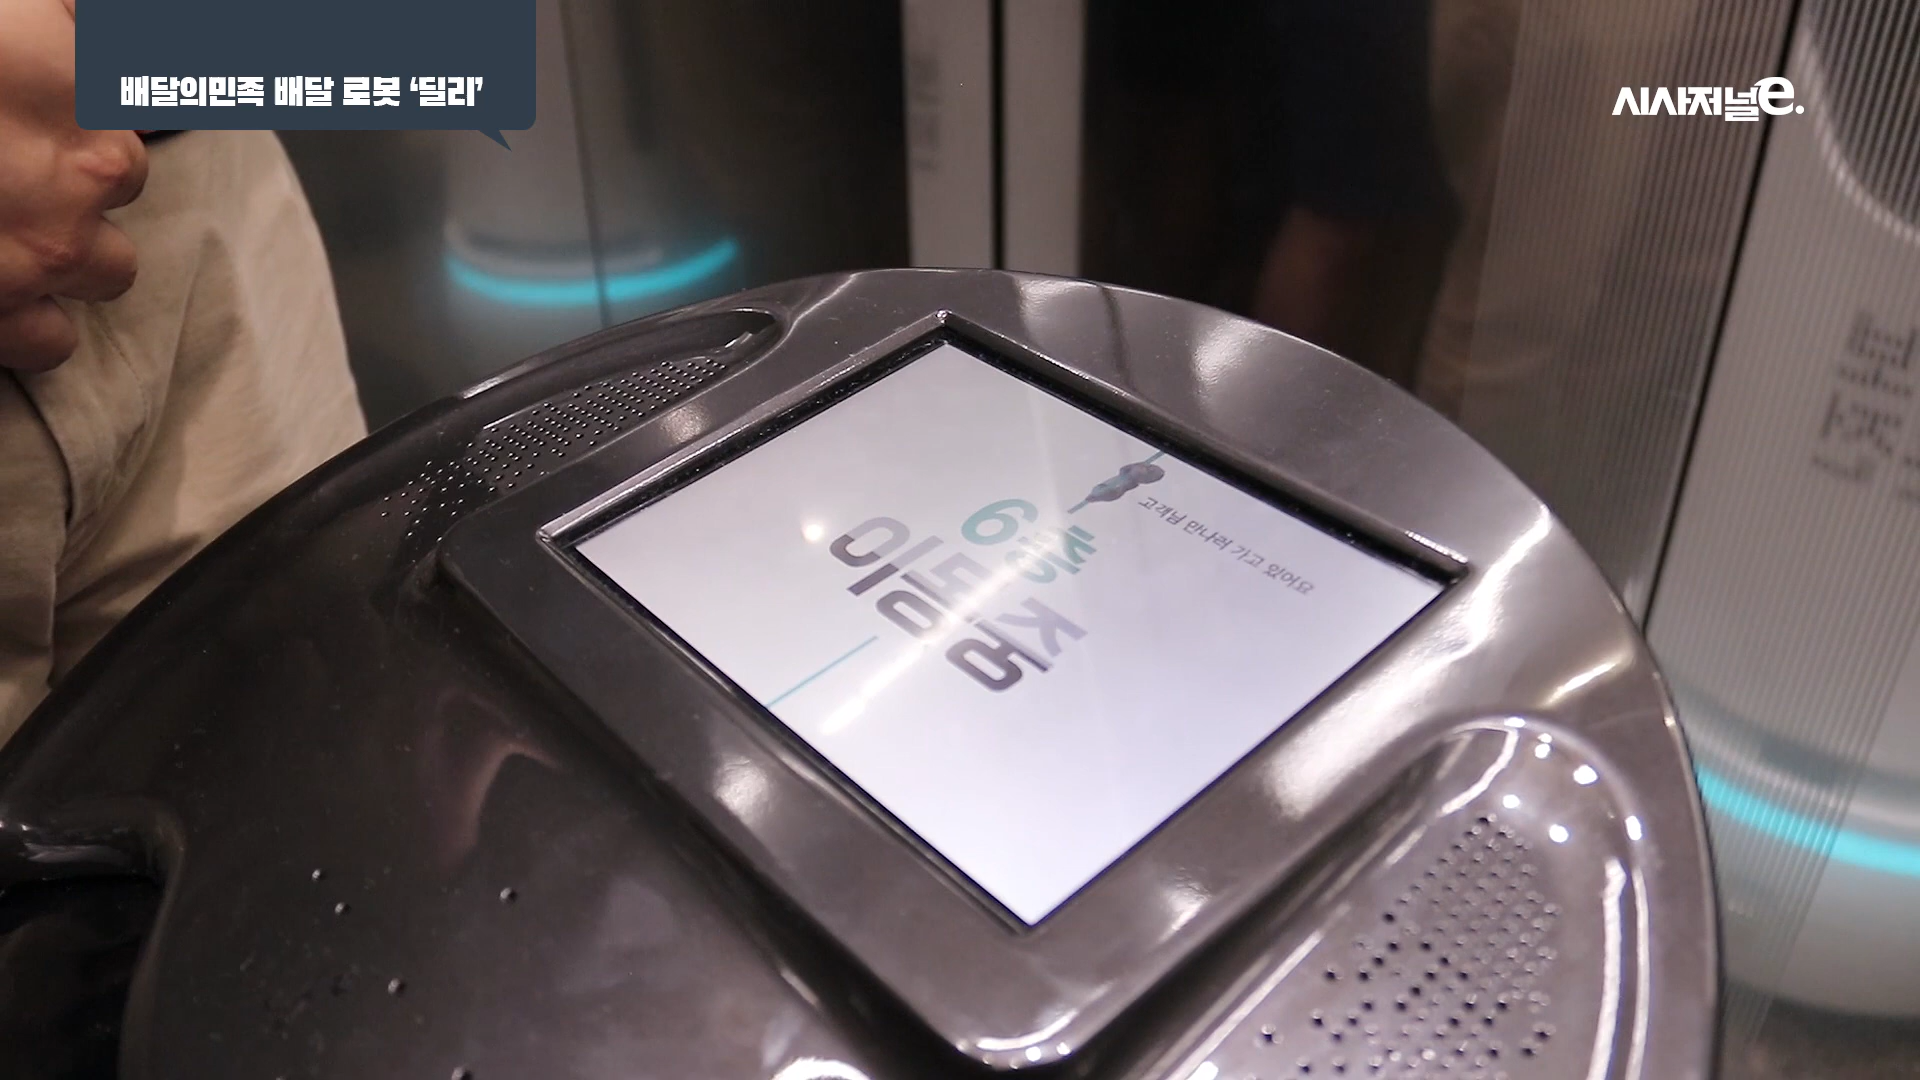 배달의민족 배달 로봇 ‘딜리’
시사저널e.
고객님 만나러 가고 있어요
6층
이동중